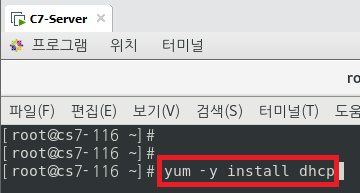 C7-Server ×
프로그램 위치 터미널
ro
파일(F) 편집(E) 보기(V) 검색(S) 터미널(T) 도움
[root@cs7-116 ~]#
[root@cs7-116 ~]#
[root@cs7-116 ~]# yum -y install dhcp